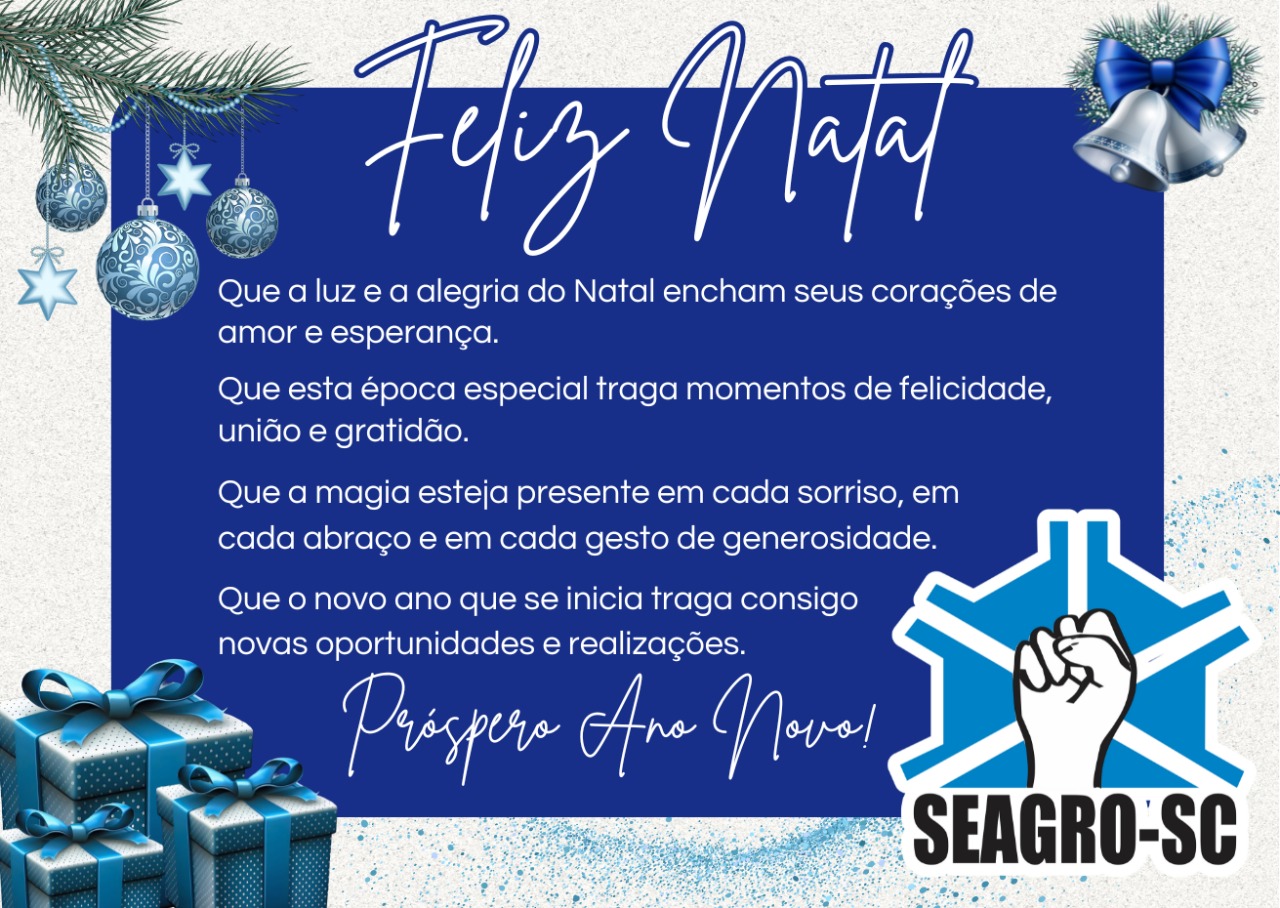 Feliz Natal
Que a luz e a alegria do Natal encham seus corações de
amor e esperança.
Que esta época especial traga momentos de felicidade,
união e gratidão.
Que a magia esteja presente em cada sorriso, em
cada abraço e em cada gesto de generosidade.
Que o novo ano que se inicia traga consigo
novas oportunidades e realizações.
Próspero Ano Novo!
SEAGRO-SC